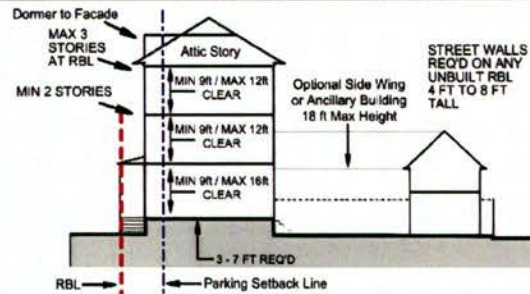 Dormer to Facade
MAX 3
STORIES
AT RBL
Attic Story
MIN 2 STORIES
MIN 9ft / MAX 12ft
CLEAR
MIN 9ft / MAX 12ft
CLEAR
MIN 9ft / MAX 16ft
CLEAR
Optional Side Wing
or Ancillary Building
18 ft Max Height
STREET WALLS
REQ'D ON ANY
UNBUILT RBL
4 FT TO 8 FT
TALL
3 - 7 FT REQ'D
RBL
Parking Setback Line